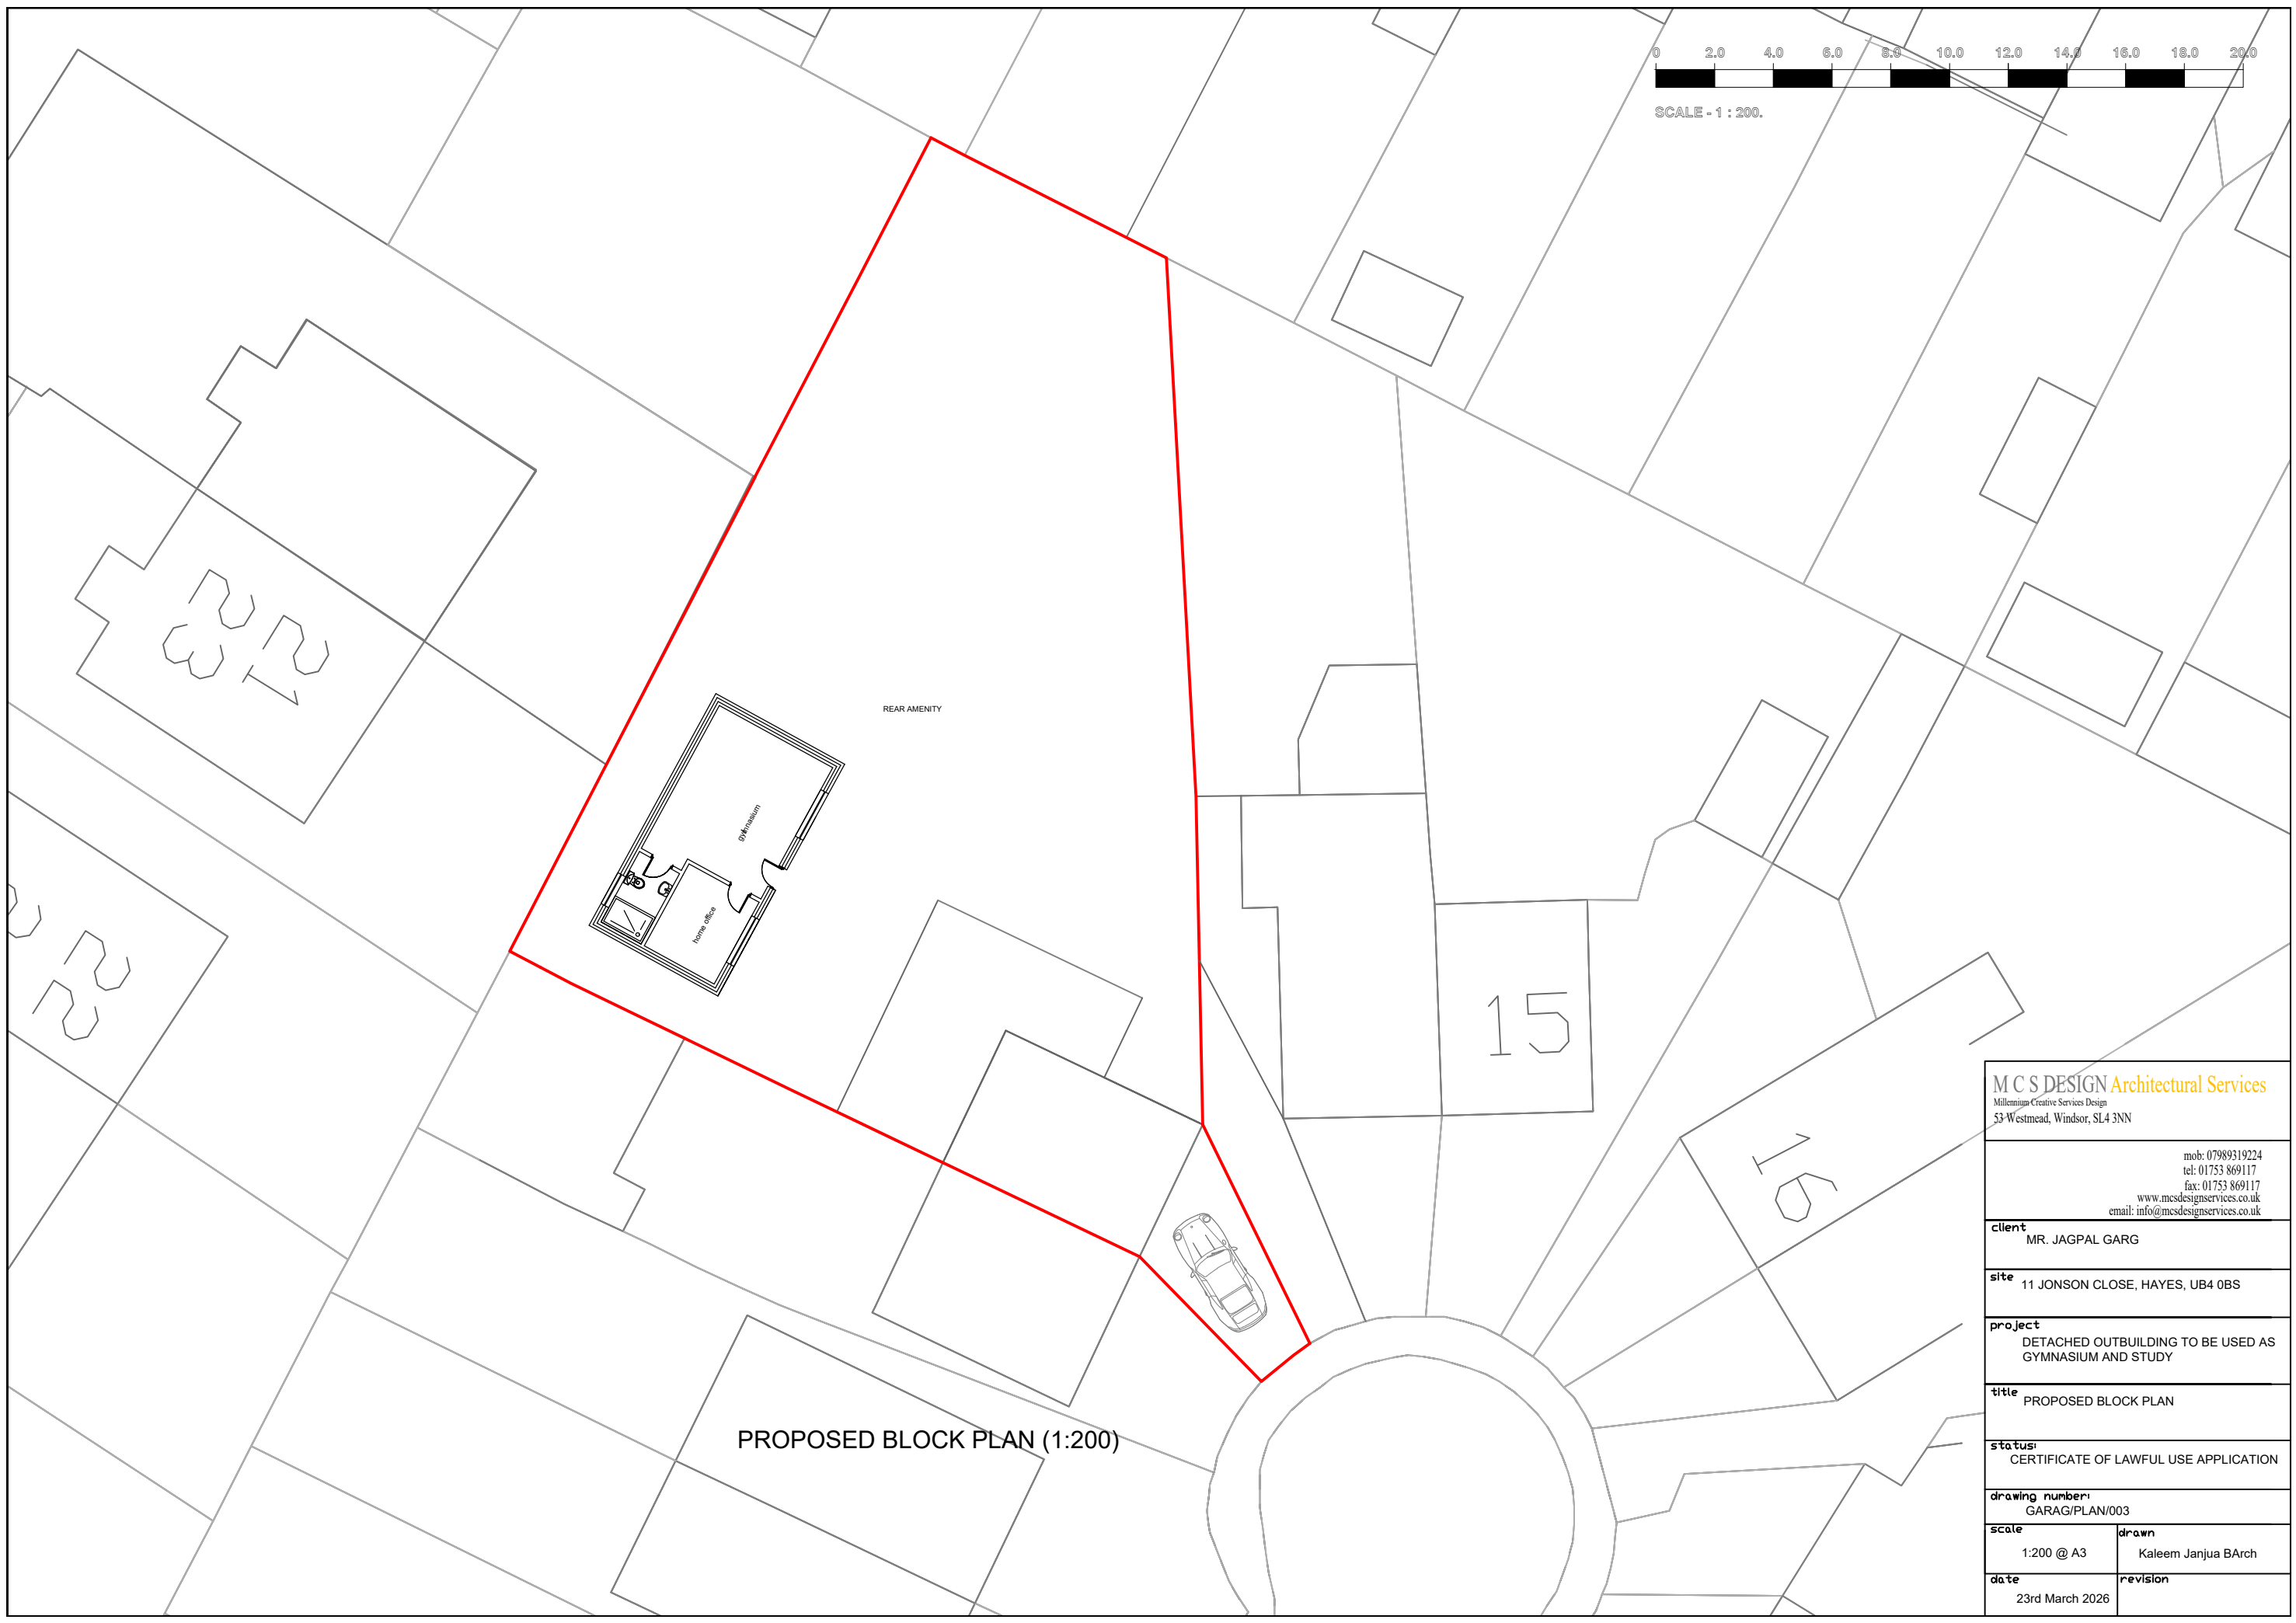 0 2.0 4.0 6.0 8.0 10.0 12.0 14.0 16.0 18.0 20.0
SCALE - 1 : 200.
REAR AMENITY
gymnasium
home office
21
23
22
15
16
PROPOSED BLOCK PLAN (1:200)
M C S DESIGN Architectural Services
Millennium Creative Services Design
53 Westmead, Windsor, SL4 3NN
mob: 07989319224
tel: 01753 869117
fax: 01753 869117
www.mcsdesignservices.co.uk
email: info@mcsdesignservices.co.uk
client
MR. JAGPAL GARG
site
11 JONSON CLOSE, HAYES, UB4 0BS
project
DETACHED OUTBUILDING TO BE USED AS
GYMNASIUM AND STUDY
title
PROPOSED BLOCK PLAN
status:
CERTIFICATE OF LAWFUL USE APPLICATION
drawing number:
GARAG/PLAN/003
scale
1:200 @ A3
drawn
Kaleem Janjua BArch
date
23rd March 2026
revision